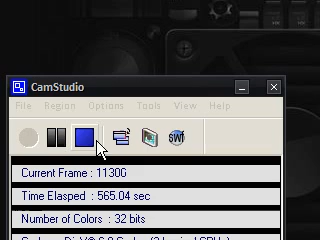 CamStudio
File Region Options Tools View Help
SWF
Current Frame : 11300
Time Elasped : 565.04 sec
Number of Colors : 32 bits